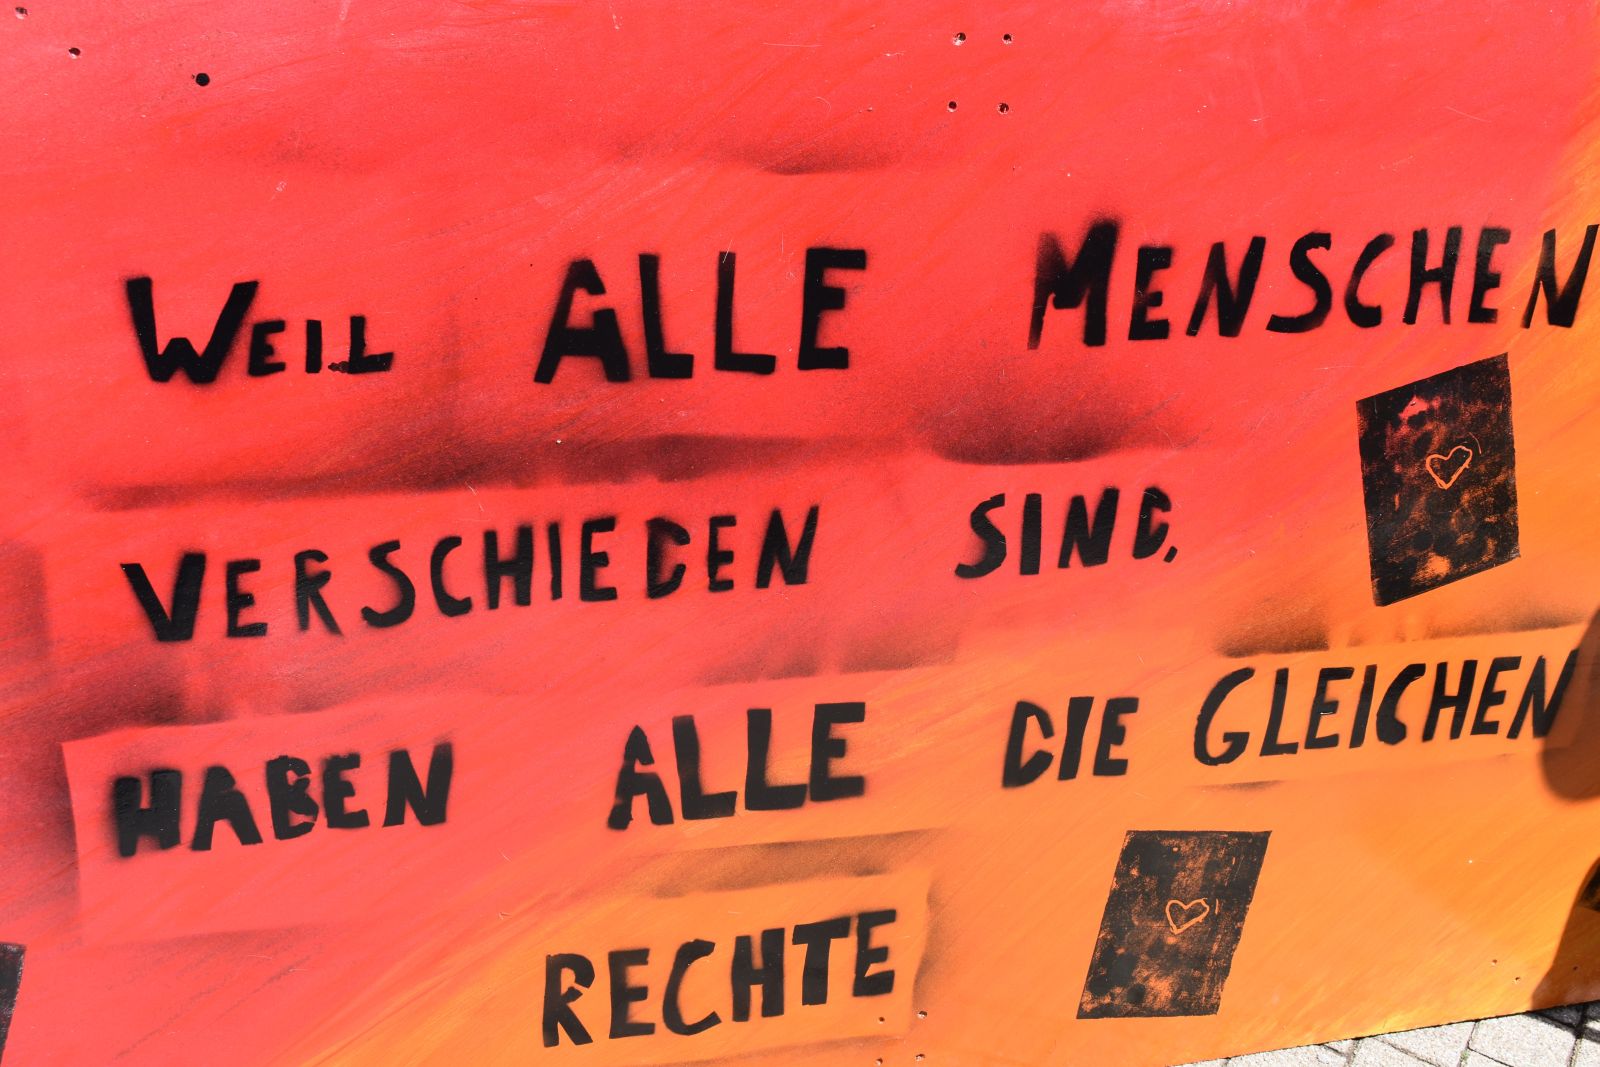 WEIL ALLE MENSCHEN
VERSCHIEDEN SIND,
HABEN ALLE DIE GLEICHEN
RECHTE